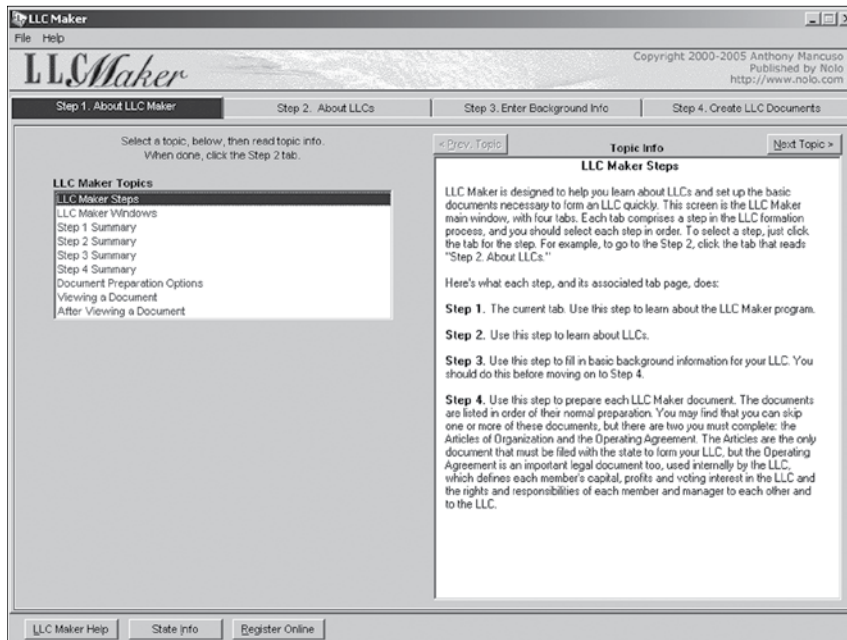 LLC Maker
File Help
LLCMaker
Copyright 2000-2005 Anthony Mancuso
Published by Nolo
http://www.nolo.com
Step 1. About LLC Maker
Step 2. About LLCs
Step 3. Enter Background Info
Step 4. Create LLC Documents
Select a topic, below, then read topic info.
When done, click the Step 2 tab.
LLC Maker Topics
LLC Maker Steps
LLC Maker Windows
Step 1 Summary
Step 2 Summary
Step 3 Summary
Step 4 Summary
Document Preparation Options
Viewing a Document
After Viewing a Document
< Prev. Topic
Topic Info
Next Topic >
LLC Maker Steps
LLC Maker is designed to help you learn about LLCs and set up the basic
documents necessary to form an LLC quickly. This screen is the LLC Maker
main window, with four tabs. Each tab comprises a step in the LLC formation
process, and you should select each step in order. To select a step, just click
the tab for the step. For example, to go to the Step 2, click the tab that reads
"Step 2. About LLCs."
Here's what each step, and its associated tab page, does:
Step 1. The current tab. Use this step to learn about the LLC Maker program.
Step 2. Use this step to learn about LLCs.
Step 3. Use this step to fill in basic background information for your LLC. You
should do this before moving on to Step 4.
Step 4. Use this step to prepare each LLC Maker document. The documents
are listed in order of their normal preparation. You may find that you can skip
one or more of these documents, but there are two you must complete: the
Articles of Organization and the Operating Agreement. The Articles are the only
document that must be filed with the state to form your LLC, but the Operating
Agreement is an important legal document too, used internally by the LLC,
which defines each member's capital, profits and voting interest in the LLC and
the rights and responsibilities of each member and manager to each other and
to the LLC.
LLC Maker Help
State Info
Register Online